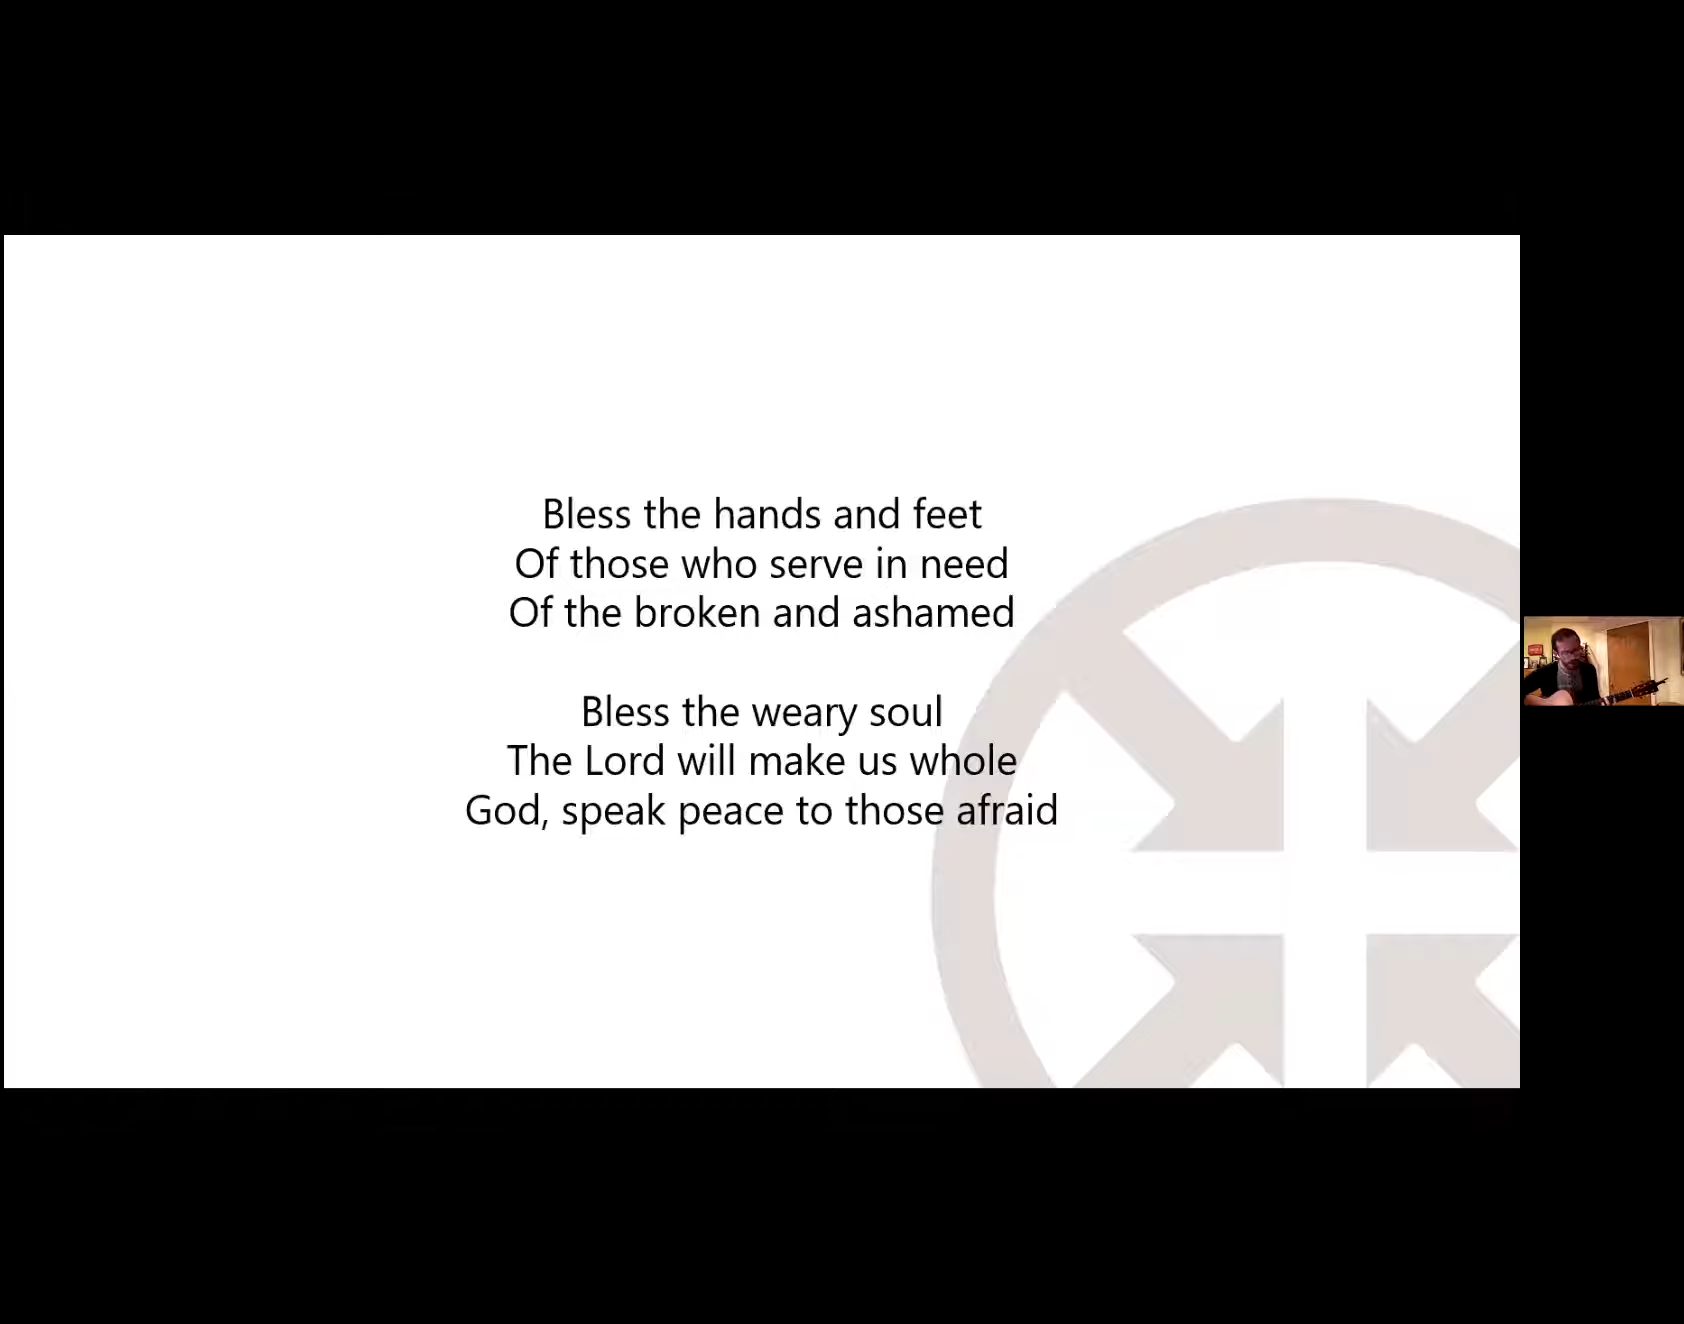 Bless the hands and feet
Of those who serve in need
Of the broken and ashamed
Bless the weary soul
The Lord will make us whole
God, speak peace to those afraid